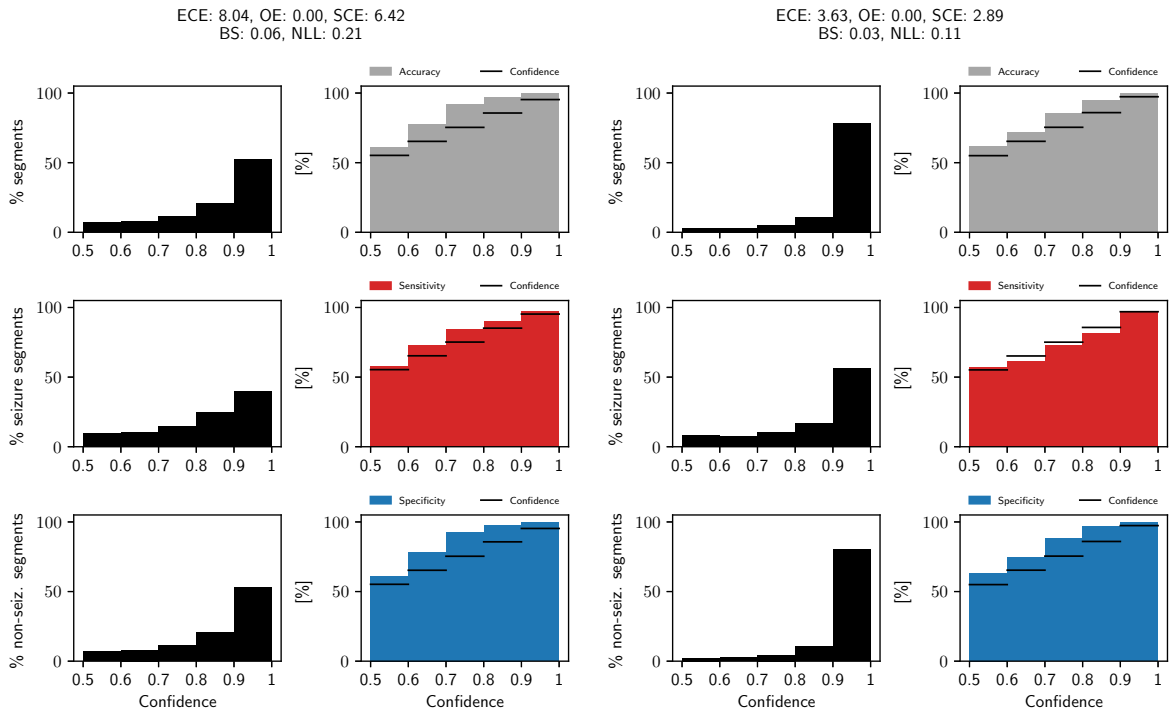 ECE: 8.04, OE: 0.00, SCE: 6.42
BS: 0.06, NLL: 0.21
ECE: 3.63, OE: 0.00, SCE: 2.89
BS: 0.03, NLL: 0.11
% segments
100
50
0
0.5 0.6 0.7 0.8 0.9 1
Accuracy Confidence
[%]
100
50
0
0.5 0.6 0.7 0.8 0.9 1
% segments
100
50
0
0.5 0.6 0.7 0.8 0.9 1
Accuracy Confidence
[%]
100
50
0
0.5 0.6 0.7 0.8 0.9 1
% seizure segments
100
50
0
0.5 0.6 0.7 0.8 0.9 1
Sensitivity Confidence
[%]
100
50
0
0.5 0.6 0.7 0.8 0.9 1
% seizure segments
100
50
0
0.5 0.6 0.7 0.8 0.9 1
Sensitivity Confidence
[%]
100
50
0
0.5 0.6 0.7 0.8 0.9 1
% non-seiz. segments
100
50
0
0.5 0.6 0.7 0.8 0.9 1
Confidence
Specificity Confidence
[%]
100
50
0
0.5 0.6 0.7 0.8 0.9 1
Confidence
% non-seiz. segments
100
50
0
0.5 0.6 0.7 0.8 0.9 1
Confidence
Specificity Confidence
[%]
100
50
0
0.5 0.6 0.7 0.8 0.9 1
Confidence